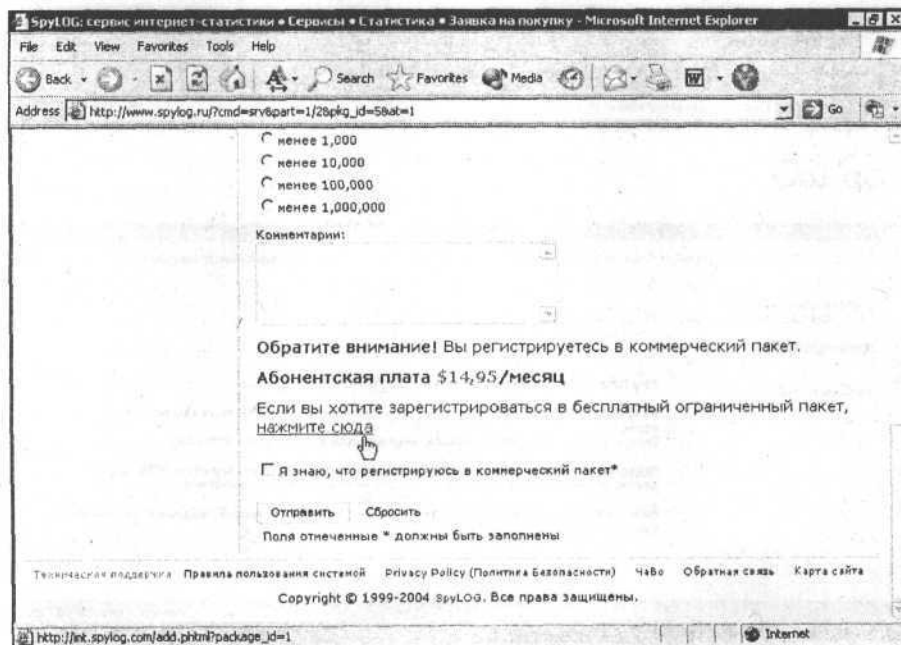 SpyLOG: сервис интернет-статистики • Сервисы • Статистика • Заявка на покупку - Microsoft Internet Explorer
File Edit View Favorites Tools Help
Back Search Favorites Media
Address http://www.spylog.ru/?cmd=srv&part=1/2&pkg_id=5&at=1 Go
менее 1,000
менее 10,000
менее 100,000
менее 1,000,000
Комментарии:
Обратите внимание! Вы регистрируетесь в коммерческий пакет.
Абонентская плата $14,95/месяц
Если вы хотите зарегистрироваться в бесплатный ограниченный пакет,
нажмите сюда
Я знаю, что регистрируюсь в коммерческий пакет*
Отправить Сбросить
Поля отмеченные * должны быть заполнены
Техническая поддержка Правила пользования системой Privacy Policy (Политика Безопасности) ЧаВо Обратная связь Карта сайта
Copyright © 1999-2004 SpyLOG. Все права защищены.
http://int.spylog.com/add.phtml?package_id=1 Internet